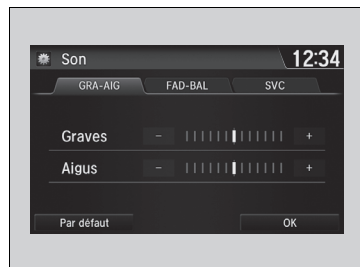 Son 12:34
GRA-AIG FAD-BAL SVC
Graves - +
Aigus - +
Par défaut OK